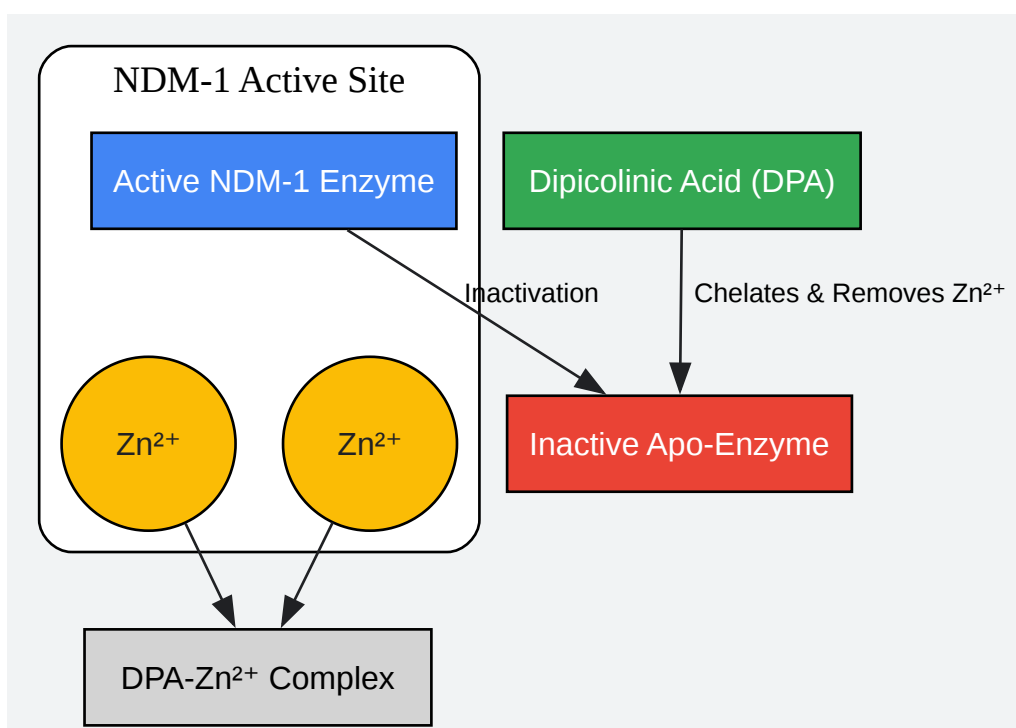 NDM-1 Active Site
Active NDM-1 Enzyme
Dipicolinic Acid (DPA)
Inactivation
Chelates & Removes Zn²⁺
Zn²⁺
Zn²⁺
Inactive Apo-Enzyme
DPA-Zn²⁺ Complex